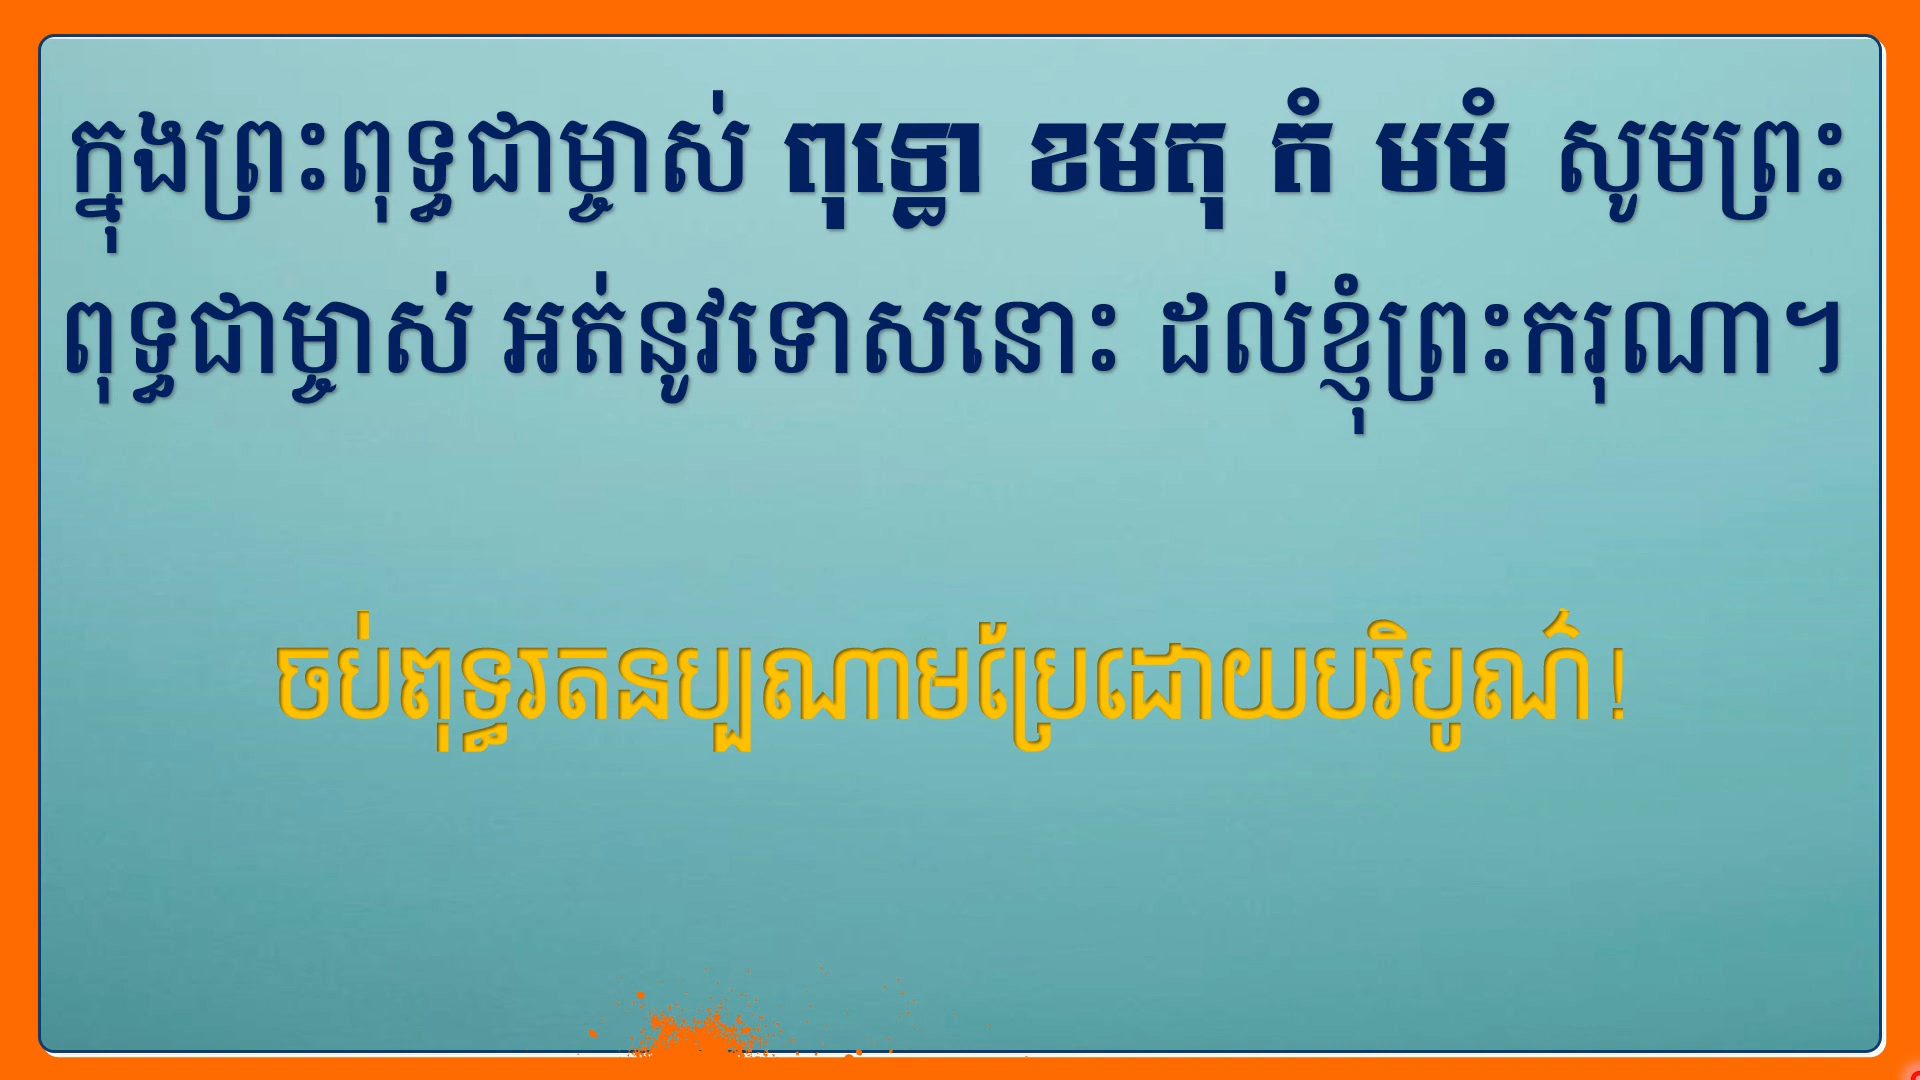 ក្នុងព្រះពុទ្ធជាម្ចាស់ ពុទ្ធោ ខមតុ តំ មមំ សូមព្រះ
ពុទ្ធជាម្ចាស់ អត់នូវទោសនោះ ដល់ខ្ញុំព្រះករុណា។
ចប់ពុទ្ធរតនប្បណាមប្រែដោយបរិបូណ៌!